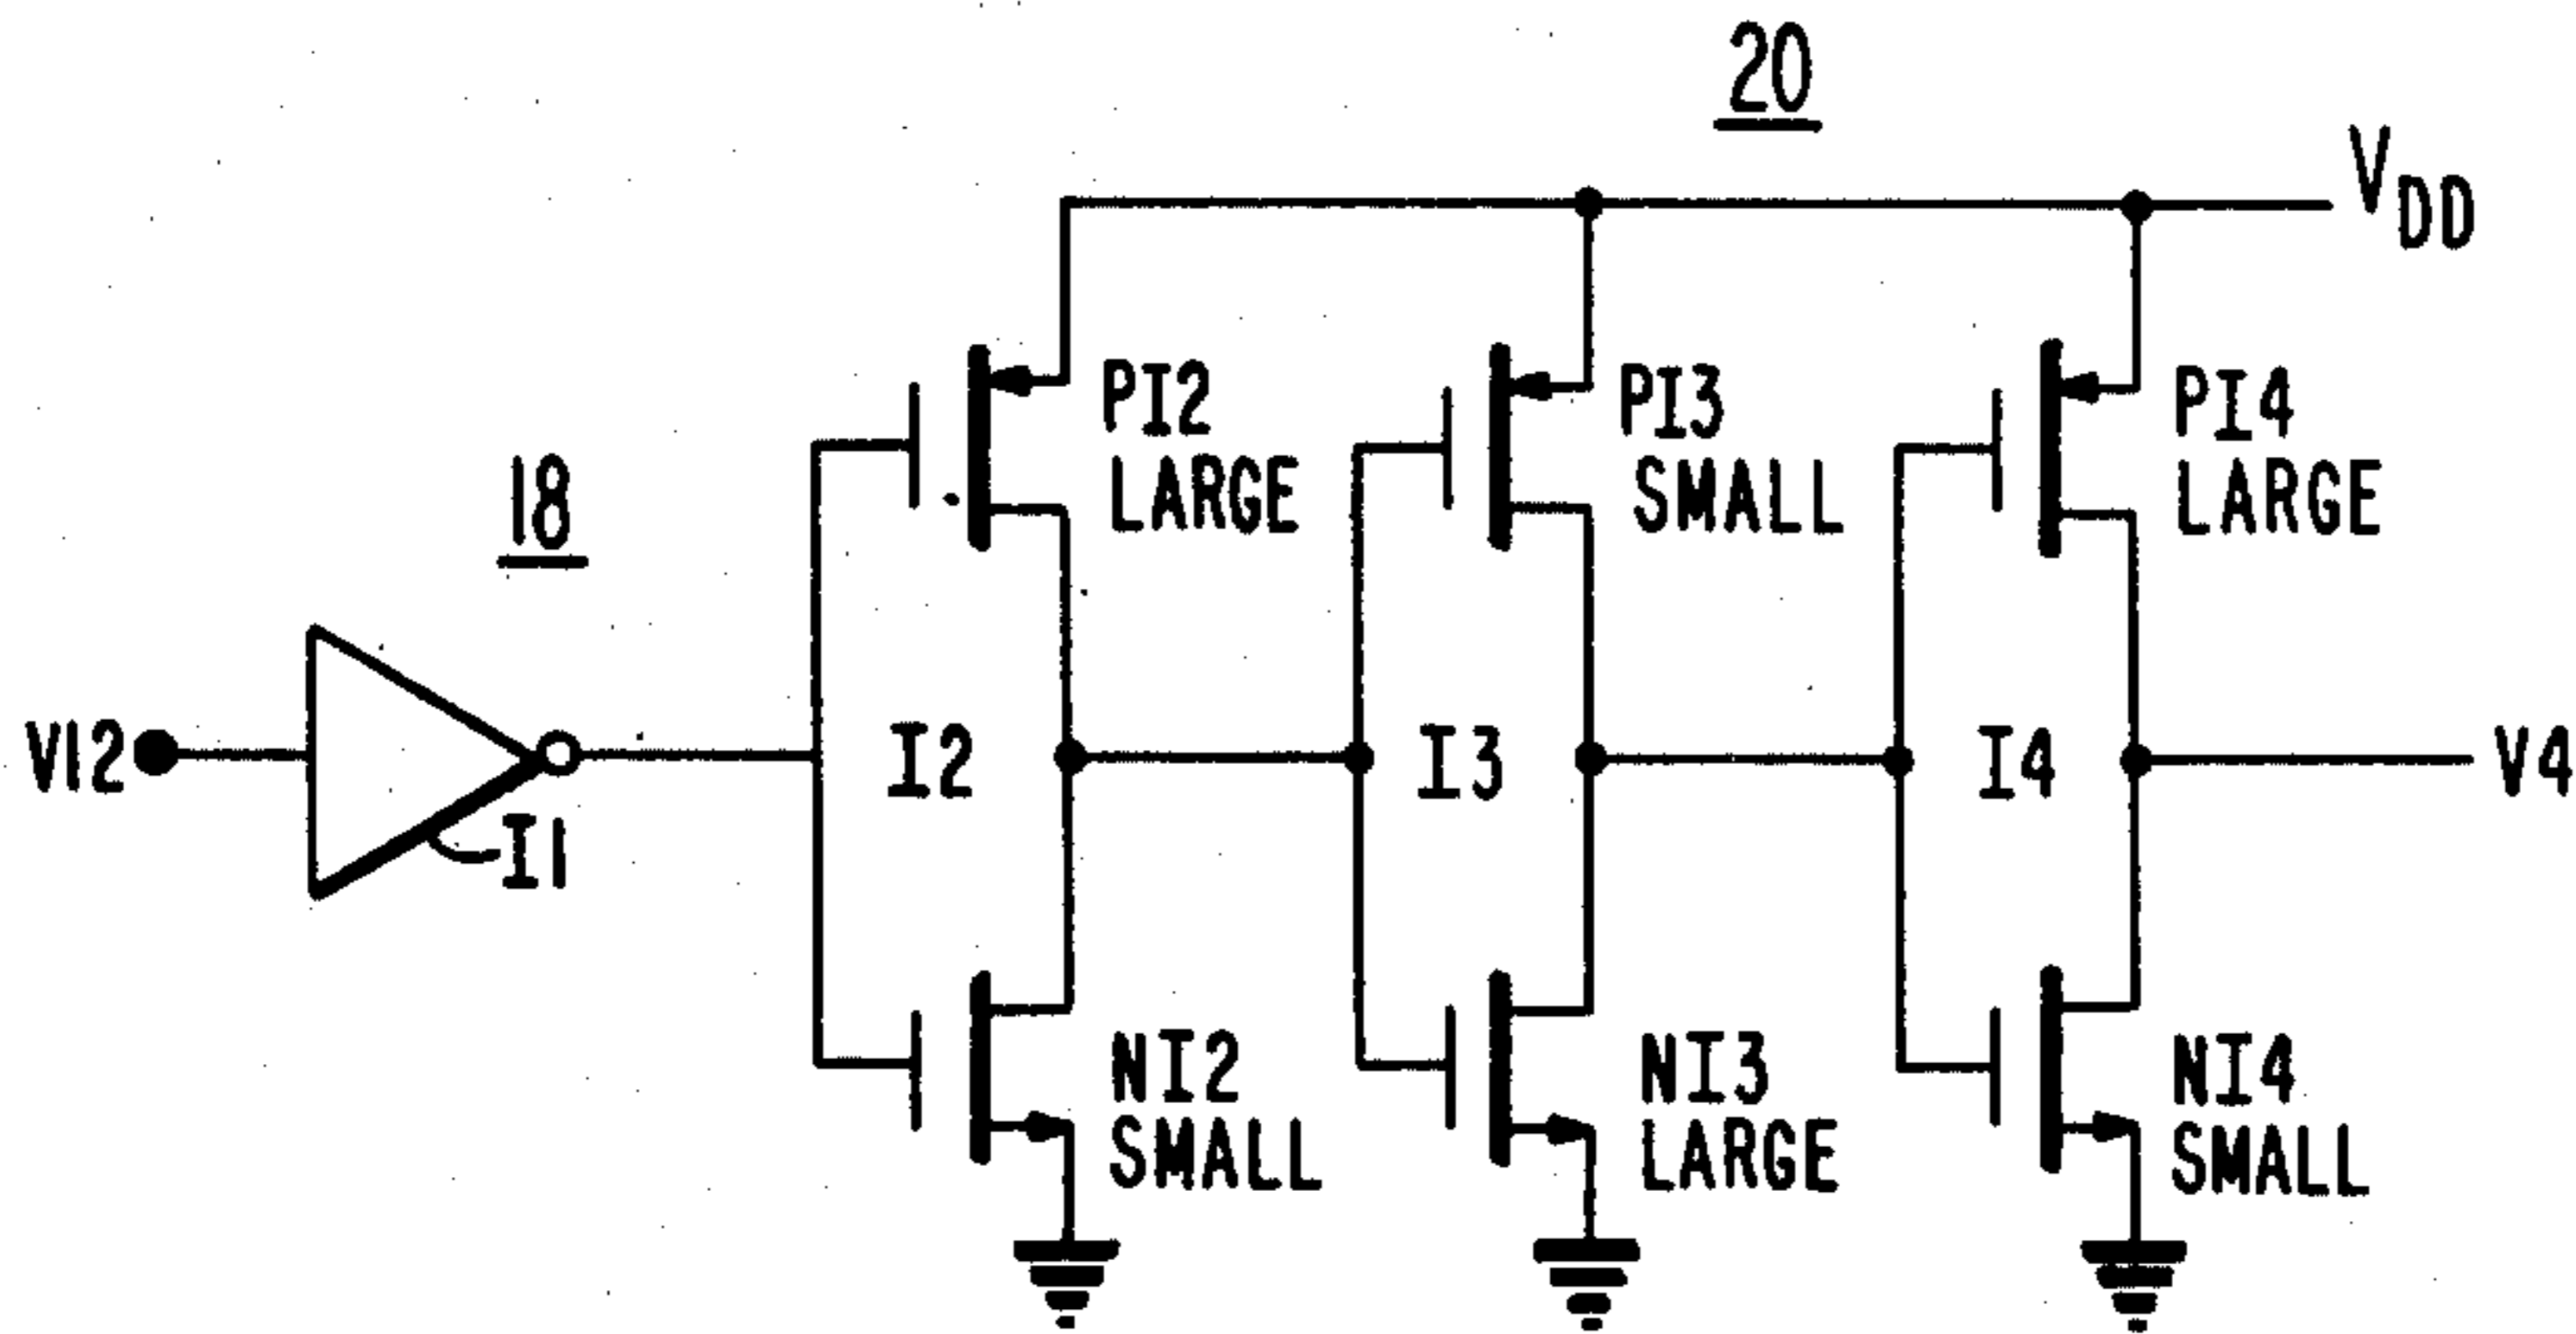 20
VDD
PI2
LARGE
PI3
SMALL
PI4
LARGE
18
V12
I1
I2
I3
I4
V4
NI2
SMALL
NI3
LARGE
NI4
SMALL